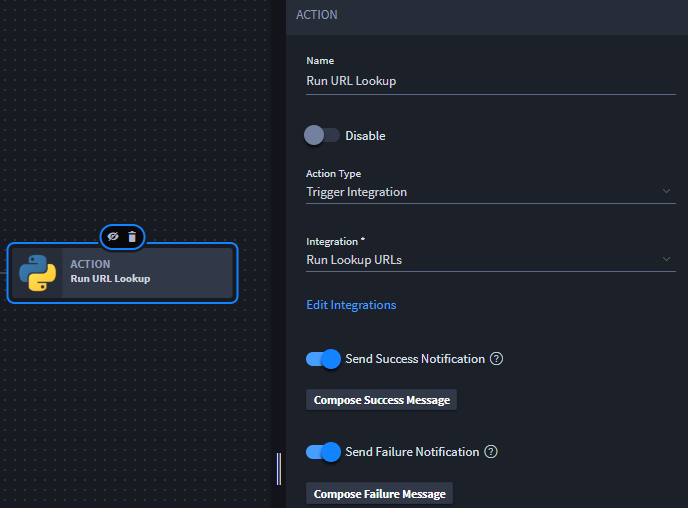 ACTION
Name
Run URL Lookup
Disable
Action Type
Trigger Integration
ACTION
Run URL Lookup
Integration *
Run Lookup URLs
Edit Integrations
Send Success Notification ?
Compose Success Message
Send Failure Notification ?
Compose Failure Message